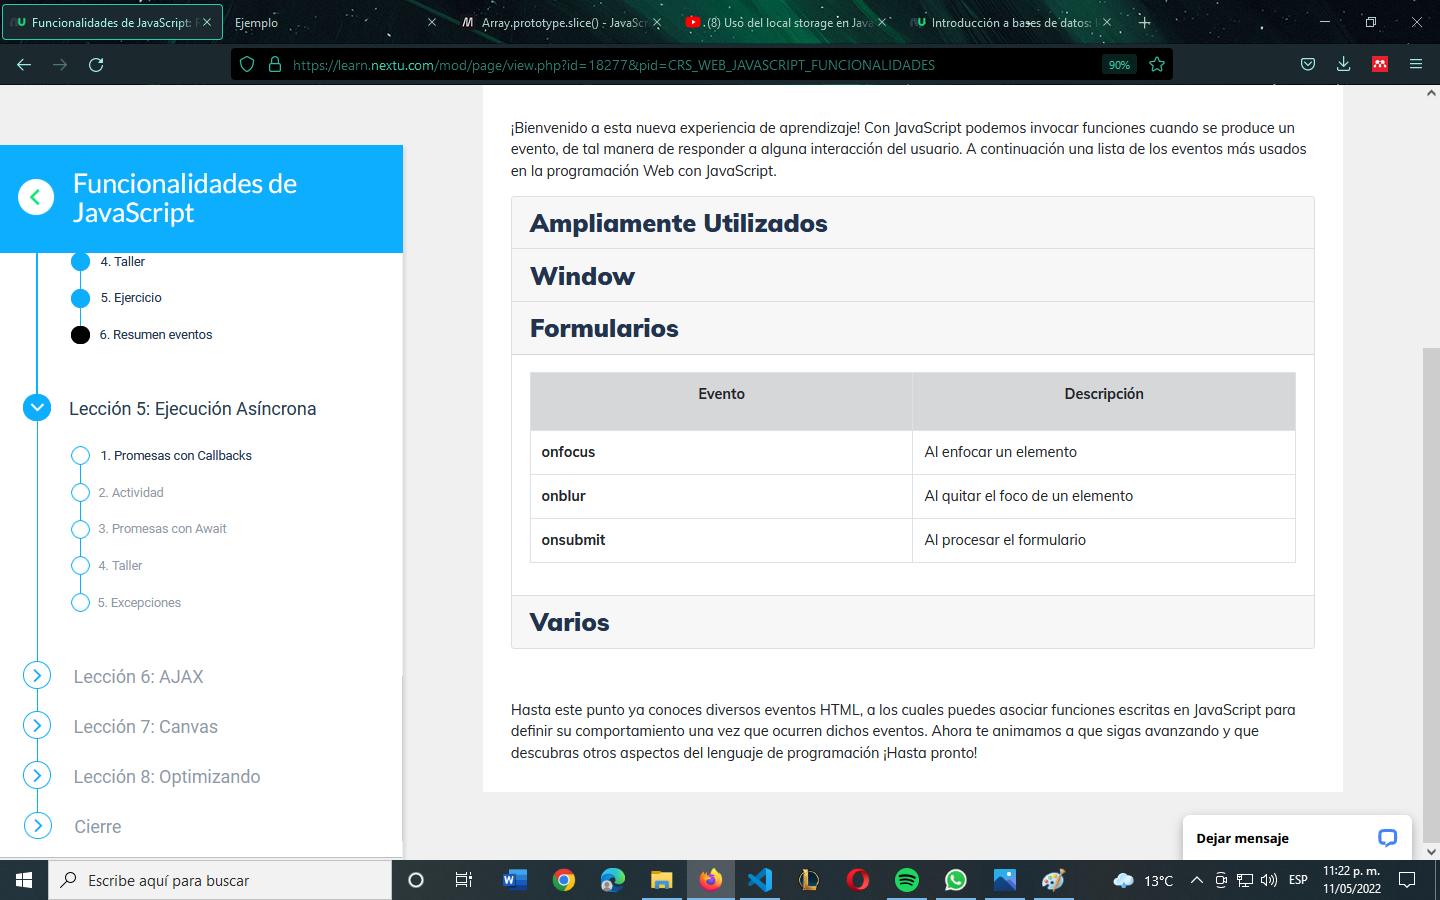 Funcionalidades de JavaScript:
Ejemplo
Array.prototype.slice() - JavaScr
(8) Uso del local storage en Java
Introducción a bases de datos:
https://learn.nextu.com/mod/page/view.php?id=18277&pid=CRS_WEB_JAVASCRIPT_FUNCIONALIDADES
90%
Funcionalidades de
JavaScript
4. Taller
5. Ejercicio
6. Resumen eventos
Lección 5: Ejecución Asíncrona
1. Promesas con Callbacks
2. Actividad
3. Promesas con Await
4. Taller
5. Excepciones
Lección 6: AJAX
Lección 7: Canvas
Lección 8: Optimizando
Cierre
¡Bienvenido a esta nueva experiencia de aprendizaje! Con JavaScript podemos invocar funciones cuando se produce un
evento, de tal manera de responder a alguna interacción del usuario. A continuación una lista de los eventos más usados
en la programación Web con JavaScript.
Ampliamente Utilizados
Window
Formularios
Evento Descripción
onfocus Al enfocar un elemento
onblur Al quitar el foco de un elemento
onsubmit Al procesar el formulario
Varios
Hasta este punto ya conoces diversos eventos HTML, a los cuales puedes asociar funciones escritas en JavaScript para
definir su comportamiento una vez que ocurren dichos eventos. Ahora te animamos a que sigas avanzando y que
descubras otros aspectos del lenguaje de programación ¡Hasta pronto!
Dejar mensaje
Escribe aquí para buscar
13°C
ESP
11:22 p. m.
11/05/2022